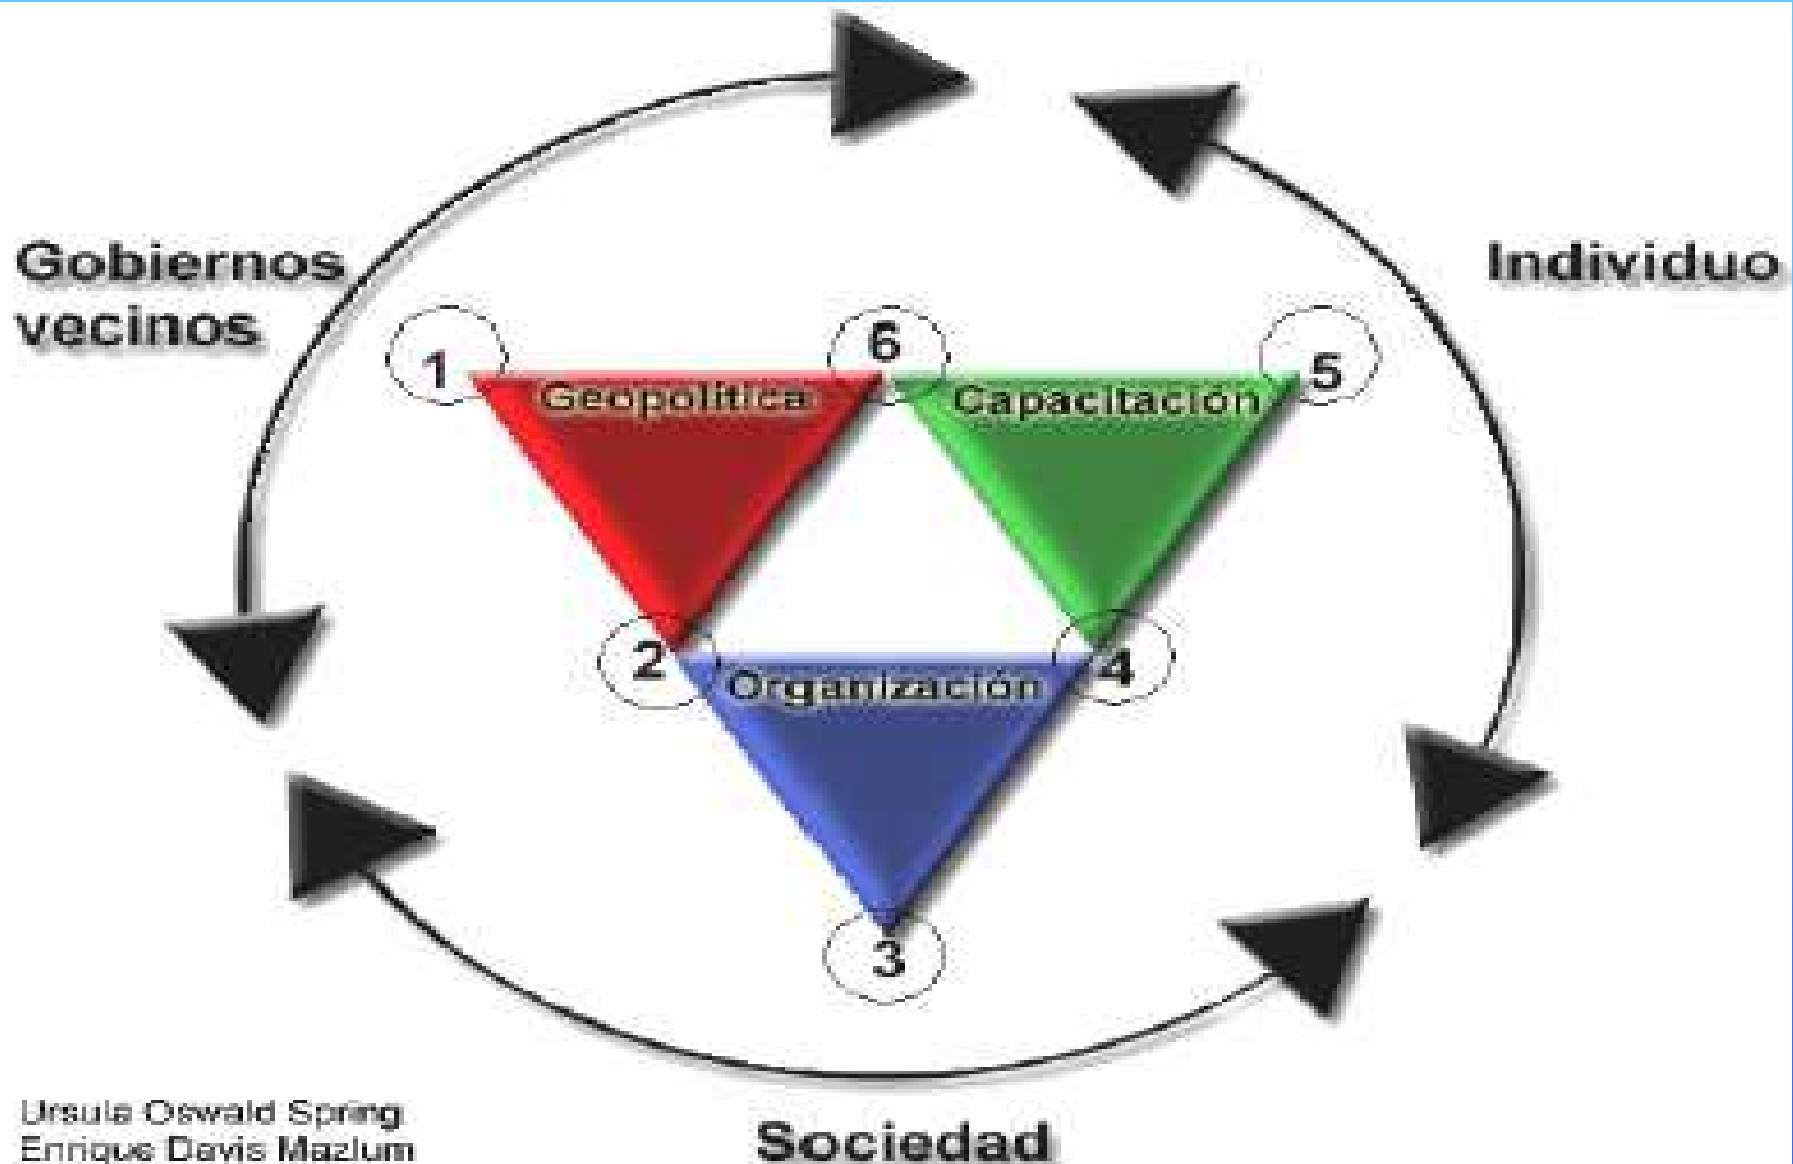 Gobiernos
vecinos
Individuo
1
6
5
Geopolítica
Capacitación
2
4
Organización
3
Sociedad
Ursula Oswald Spring
Enrique Davis Mazlum